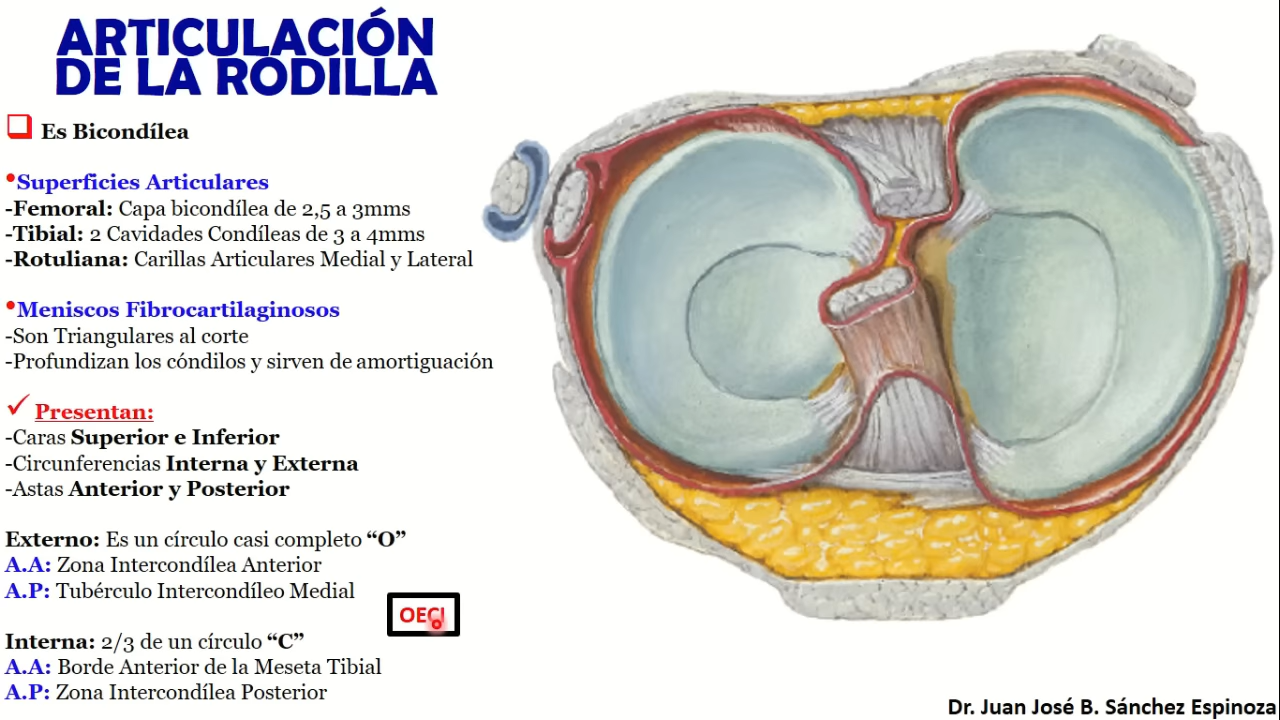 ARTICULACIÓN
DE LA RODILLA
Es Bicondílea
•Superficies Articulares
-Femoral: Capa bicondílea de 2,5 a 3mms
-Tibial: 2 Cavidades Condíleas de 3 a 4mms
-Rotuliana: Carillas Articulares Medial y Lateral
•Meniscos Fibrocartilaginosos
-Son Triangulares al corte
-Profundizan los cóndilos y sirven de amortiguación
✓ Presentan:
-Caras Superior e Inferior
-Circunferencias Interna y Externa
-Astas Anterior y Posterior
Externo: Es un círculo casi completo “O”
A.A: Zona Intercondílea Anterior
A.P: Tubérculo Intercondíleo Medial
OECI
Interna: 2/3 de un círculo “C”
A.A: Borde Anterior de la Meseta Tibial
A.P: Zona Intercondílea Posterior
Dr. Juan José B. Sánchez Espinoza